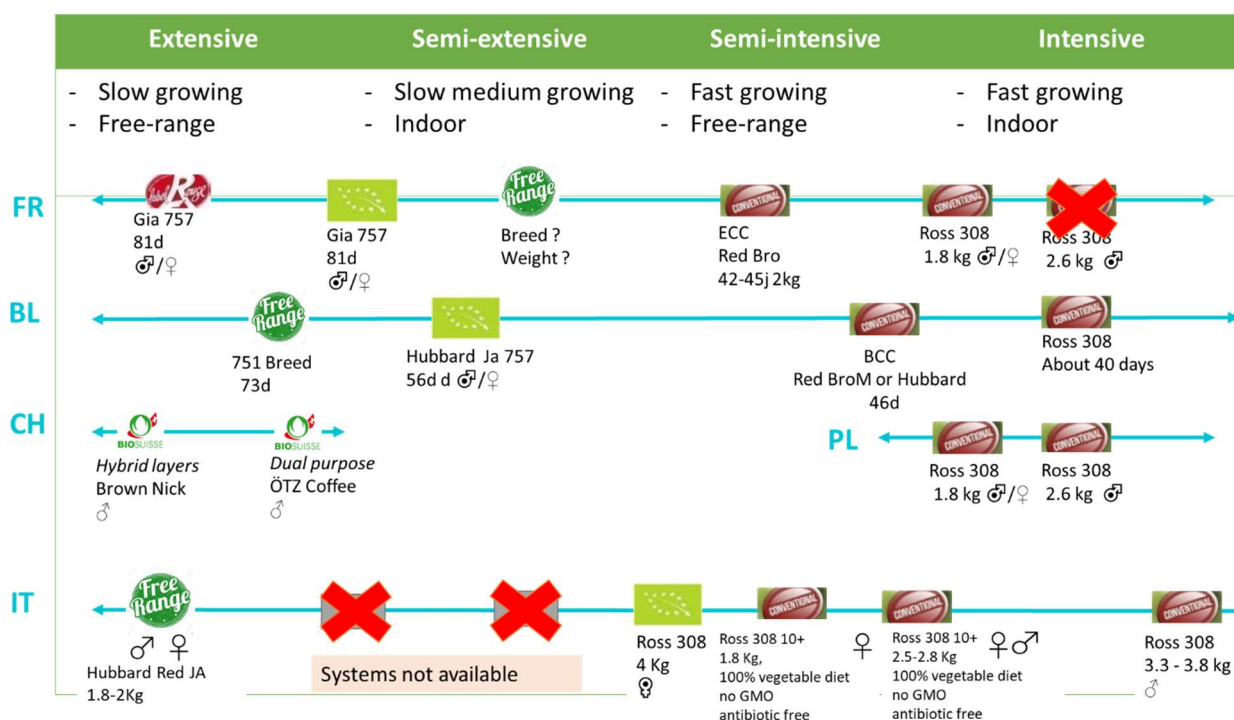 Extensive
Semi-extensive
Semi-intensive
Intensive
- Slow growing
- Free-range
- Slow medium growing
- Indoor
- Fast growing
- Free-range
- Fast growing
- Indoor
FR
label Rouge
Gia 757
81d
♂/♀
Gia 757
81d
♂/♀
Free
Range
Breed ?
Weight ?
CONVENTIONAL
ECC
Red Bro
42-45j 2kg
CONVENTIONAL
Ross 308
1.8 kg ♂/♀
Ross 308
2.6 kg ♂
BL
Free
Range
751 Breed
73d
Hubbard Ja 757
56d d ♂/♀
CONVENTIONAL
BCC
Red BroM or Hubbard
46d
CONVENTIONAL
Ross 308
About 40 days
CH
BIOSUISSE
Hybrid layers
Brown Nick
♂
BIOSUISSE
Dual purpose
ÖTZ Coffee
♂
PL
CONVENTIONAL
Ross 308
1.8 kg ♂/♀
CONVENTIONAL
Ross 308
2.6 kg ♂
IT
Free
Range
♂ ♀
Hubbard Red JA
1.8-2Kg
Systems not available
Ross 308
4 Kg
♀
CONVENTIONAL
Ross 308 10+ ♀
1.8 Kg,
100% vegetable diet
no GMO
antibiotic free
CONVENTIONAL
Ross 308 10+ ♀♂
2.5-2.8 Kg
100% vegetable diet
no GMO
antibiotic free
CONVENTIONAL
Ross 308
3.3 - 3.8 kg
♂